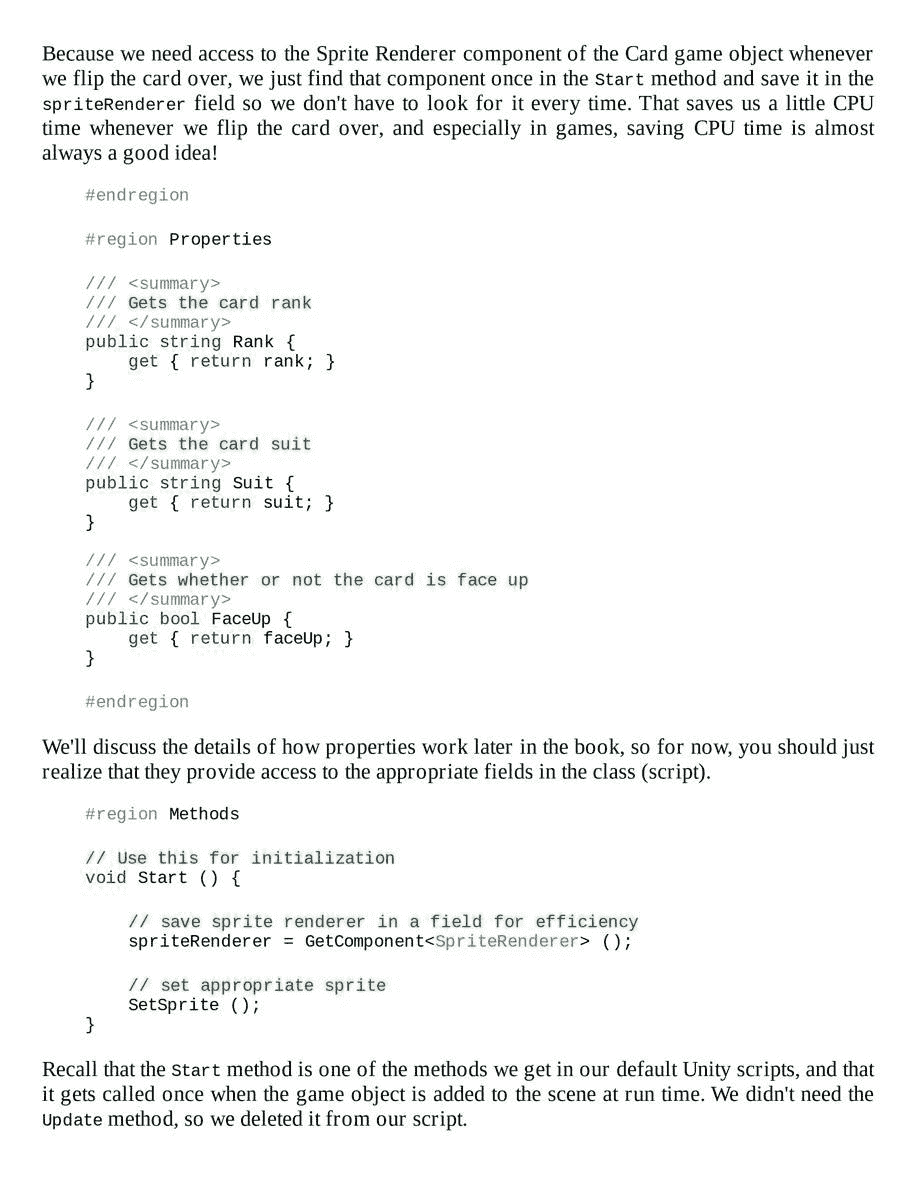 Because we need access to the Sprite Renderer component of the Card game object whenever
we flip the card over, we just find that component once in the Start method and save it in the
spriteRenderer field so we don't have to look for it every time. That saves us a little CPU
time whenever we flip the card over, and especially in games, saving CPU time is almost
always a good idea!
#endregion
#region Properties
/// <summary>
/// Gets the card rank
/// </summary>
public string Rank {
    get { return rank; }
}
/// <summary>
/// Gets the card suit
/// </summary>
public string Suit {
    get { return suit; }
}
/// <summary>
/// Gets whether or not the card is face up
/// </summary>
public bool FaceUp {
    get { return faceUp; }
}
#endregion
We'll discuss the details of how properties work later in the book, so for now, you should just
realize that they provide access to the appropriate fields in the class (script).
#region Methods
// Use this for initialization
void Start () {
    // save sprite renderer in a field for efficiency
    spriteRenderer = GetComponent<SpriteRenderer> ();
    // set appropriate sprite
    SetSprite ();
}
Recall that the Start method is one of the methods we get in our default Unity scripts, and that
it gets called once when the game object is added to the scene at run time. We didn't need the
Update method, so we deleted it from our script.